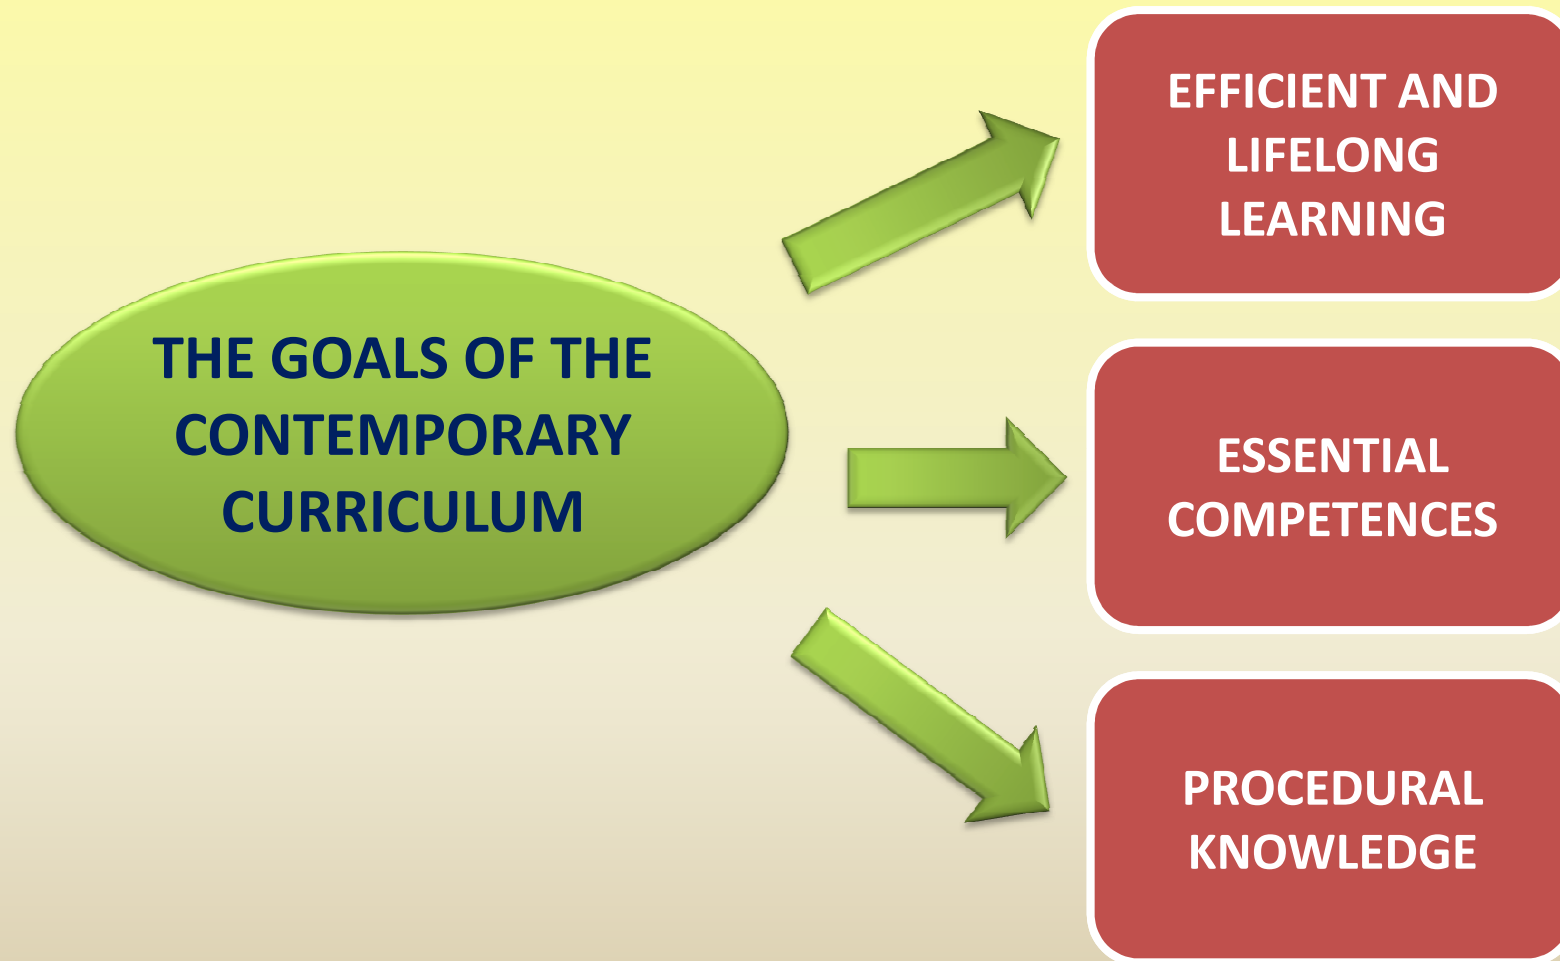 THE GOALS OF THE
CONTEMPORARY
CURRICULUM
EFFICIENT AND
LIFELONG
LEARNING
ESSENTIAL
COMPETENCES
PROCEDURAL
KNOWLEDGE